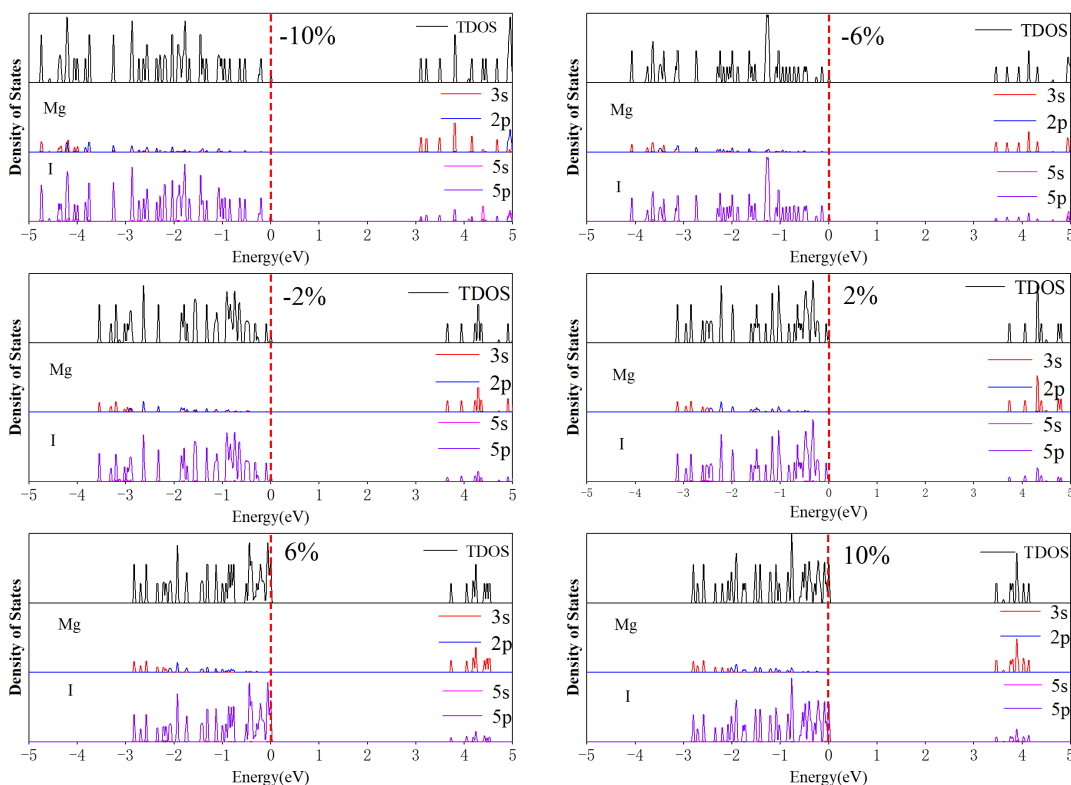 -10%
TDOS
Density of States
Mg
3s
2p
I
5s
5p
-5 -4 -3 -2 -1 0 1 2 3 4 5
Energy(eV)
-6%
TDOS
Density of States
Mg
3s
2p
I
5s
5p
-5 -4 -3 -2 -1 0 1 2 3 4 5
Energy(eV)
-2%
TDOS
Density of States
Mg
3s
2p
I
5s
5p
-5 -4 -3 -2 -1 0 1 2 3 4 5
Energy(eV)
2%
TDOS
Density of States
Mg
3s
2p
I
5s
5p
-5 -4 -3 -2 -1 0 1 2 3 4 5
Energy(eV)
6%
TDOS
Density of States
Mg
3s
2p
I
5s
5p
-5 -4 -3 -2 -1 0 1 2 3 4 5
Energy(eV)
10%
TDOS
Density of States
Mg
3s
2p
I
5s
5p
-5 -4 -3 -2 -1 0 1 2 3 4 5
Energy(eV)